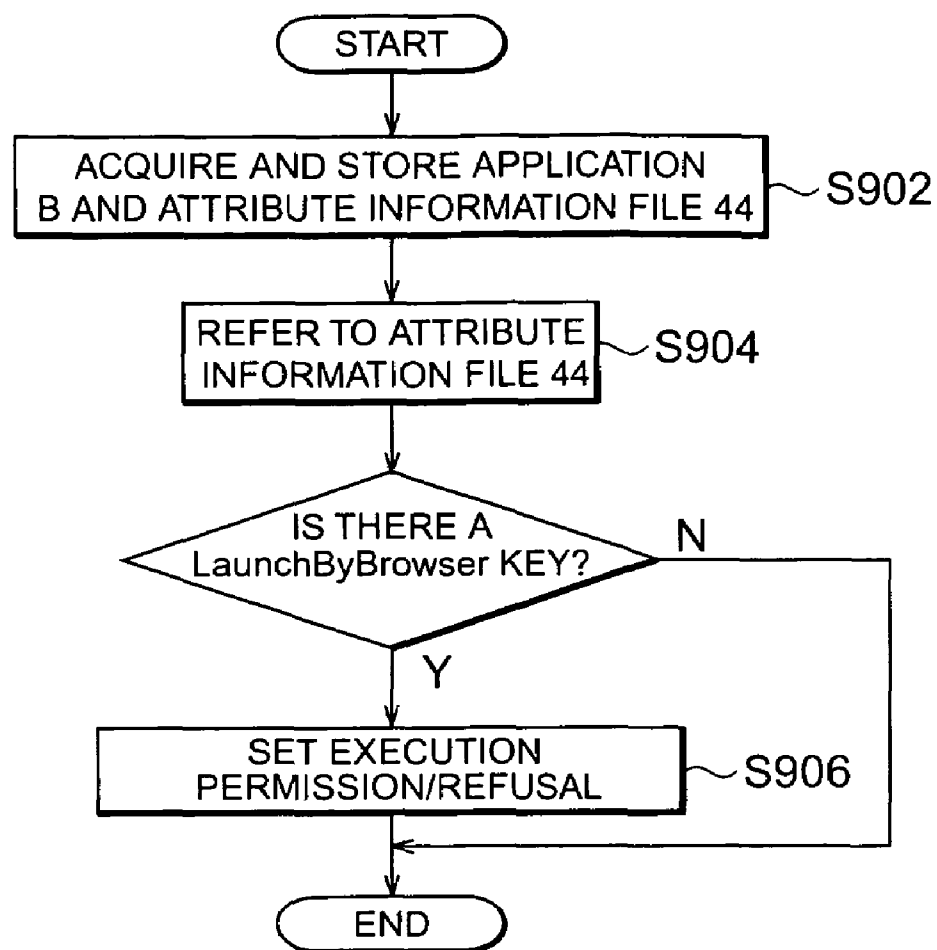 START
ACQUIRE AND STORE APPLICATION
B AND ATTRIBUTE INFORMATION FILE 44
S902
REFER TO ATTRIBUTE
INFORMATION FILE 44
S904
IS THERE A
LaunchByBrowser KEY?
N
Y
SET EXECUTION
PERMISSION/REFUSAL
S906
END